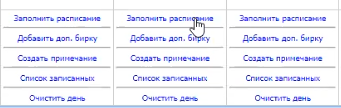 Заполнить расписание Заполнить расписание Заполнить расписание
Добавить доп. бирку Добавить доп. бирку Добавить доп. бирку
Создать примечание Создать примечание Создать примечание
Список записанных Список записанных Список записанных
Очистить день Очистить день Очистить день